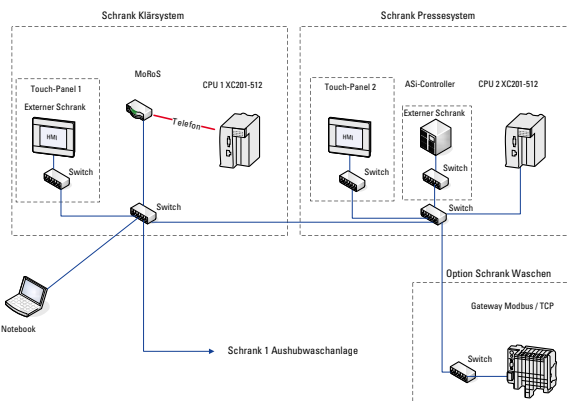 Schrank Klärsystem
Schrank Pressesystem
Touch-Panel 1
Externer Schrank
HMI
Switch
MoRoS
Telefon
CPU 1 XC201-512
Switch
Touch-Panel 2
HMI
Switch
ASi-Controller
Externer Schrank
Switch
CPU 2 XC201-512
Switch
Notebook
Schrank 1 Aushubwaschanlage
Option Schrank Waschen
Gateway Modbus / TCP
Switch